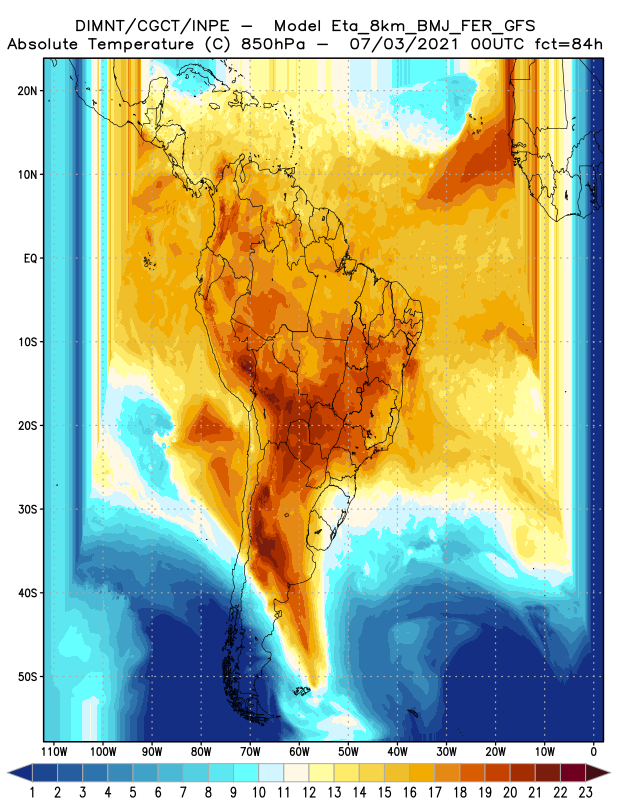 DIMNT/CGCT/INPE –  Model Eta_8km_BMJ_FER_GFS
Absolute Temperature (C) 850hPa –  07/03/2021 00UTC fct=84h
20N
10N
EQ
10S
20S
30S
40S
50S
110W 100W 90W 80W 70W 60W 50W 40W 30W 20W 10W 0
1 2 3 4 5 6 7 8 9 10 11 12 13 14 15 16 17 18 19 20 21 22 23